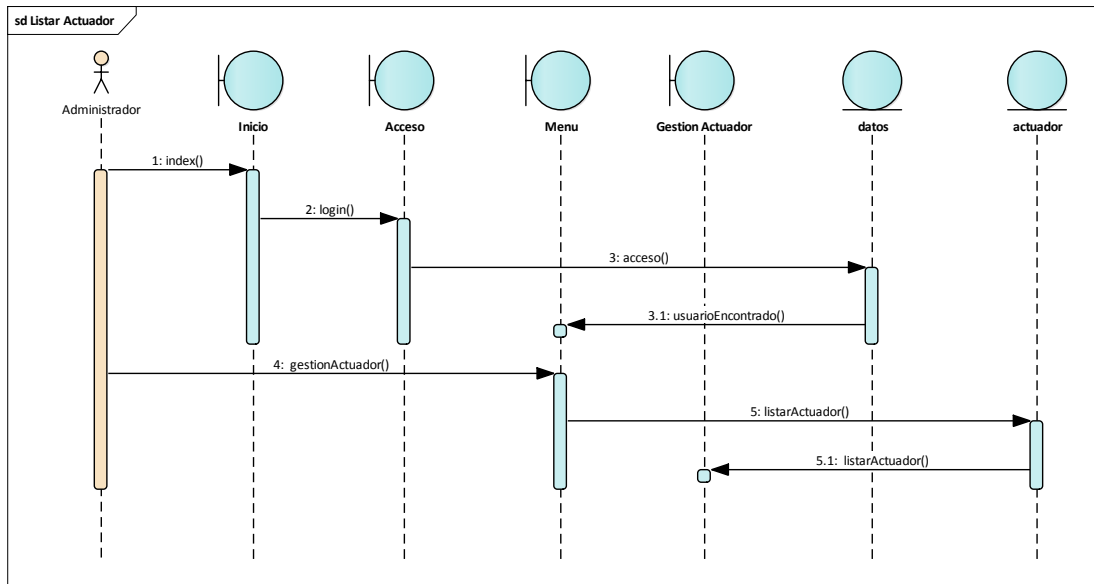 sd Listar Actuador
Administrador
Inicio
Acceso
Menu
Gestion Actuador
datos
actuador
1: index()
2: login()
3: acceso()
3.1: usuarioEncontrado()
4: gestionActuador()
5: listarActuador()
5.1: listarActuador()